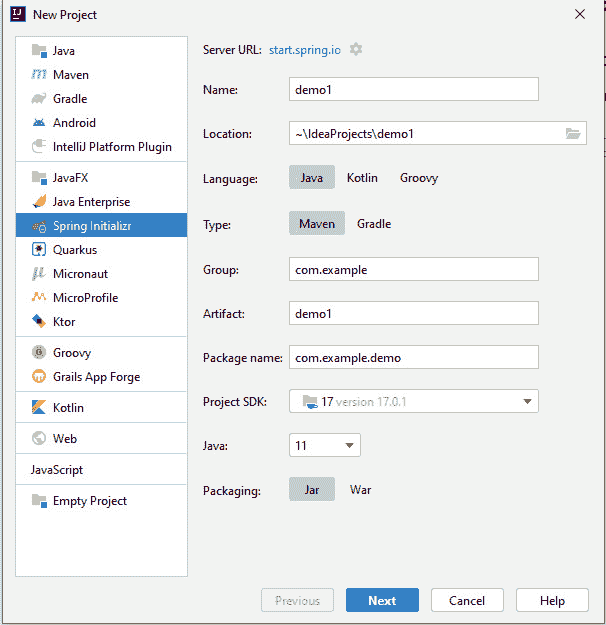 New Project
Java
Maven
Gradle
Android
IntelliJ Platform Plugin
JavaFX
Java Enterprise
Spring Initializr
Quarkus
Micronaut
MicroProfile
Ktor
Groovy
Grails App Forge
Kotlin
Web
JavaScript
Empty Project
Server URL: start.spring.io
Name: demo1
Location: ~\IdeaProjects\demo1
Language: Java Kotlin Groovy
Type: Maven Gradle
Group: com.example
Artifact: demo1
Package name: com.example.demo
Project SDK: 17 version 17.0.1
Java: 11
Packaging: Jar War
Previous Next Cancel Help